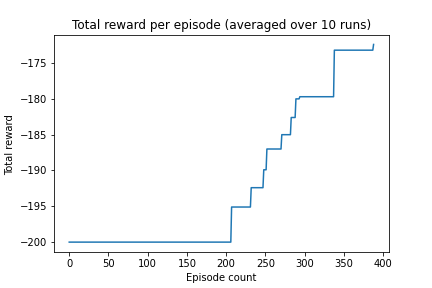 Total reward per episode (averaged over 10 runs)
Total reward
−175
−180
−185
−190
−195
−200
0 50 100 150 200 250 300 350 400
Episode count